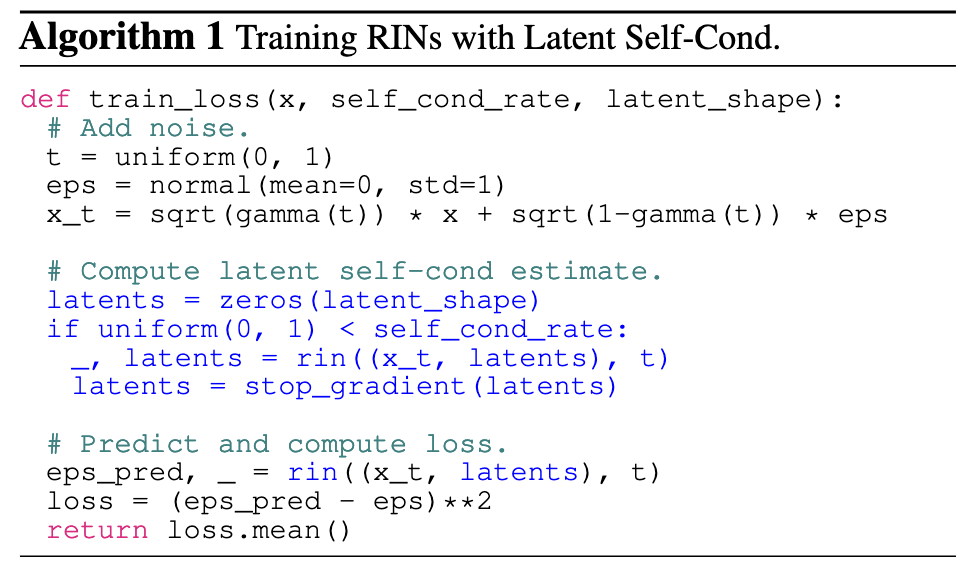 Algorithm 1 Training RINs with Latent Self-Cond.
def train_loss(x, self_cond_rate, latent_shape):
# Add noise.
t = uniform(0, 1)
eps = normal(mean=0, std=1)
x_t = sqrt(gamma(t)) * x + sqrt(1-gamma(t)) * eps
# Compute latent self-cond estimate.
latents = zeros(latent_shape)
if uniform(0, 1) < self_cond_rate:
_, latents = rin((x_t, latents), t)
latents = stop_gradient(latents)
# Predict and compute loss.
eps_pred, _ = rin((x_t, latents), t)
loss = (eps_pred - eps)**2
return loss.mean()